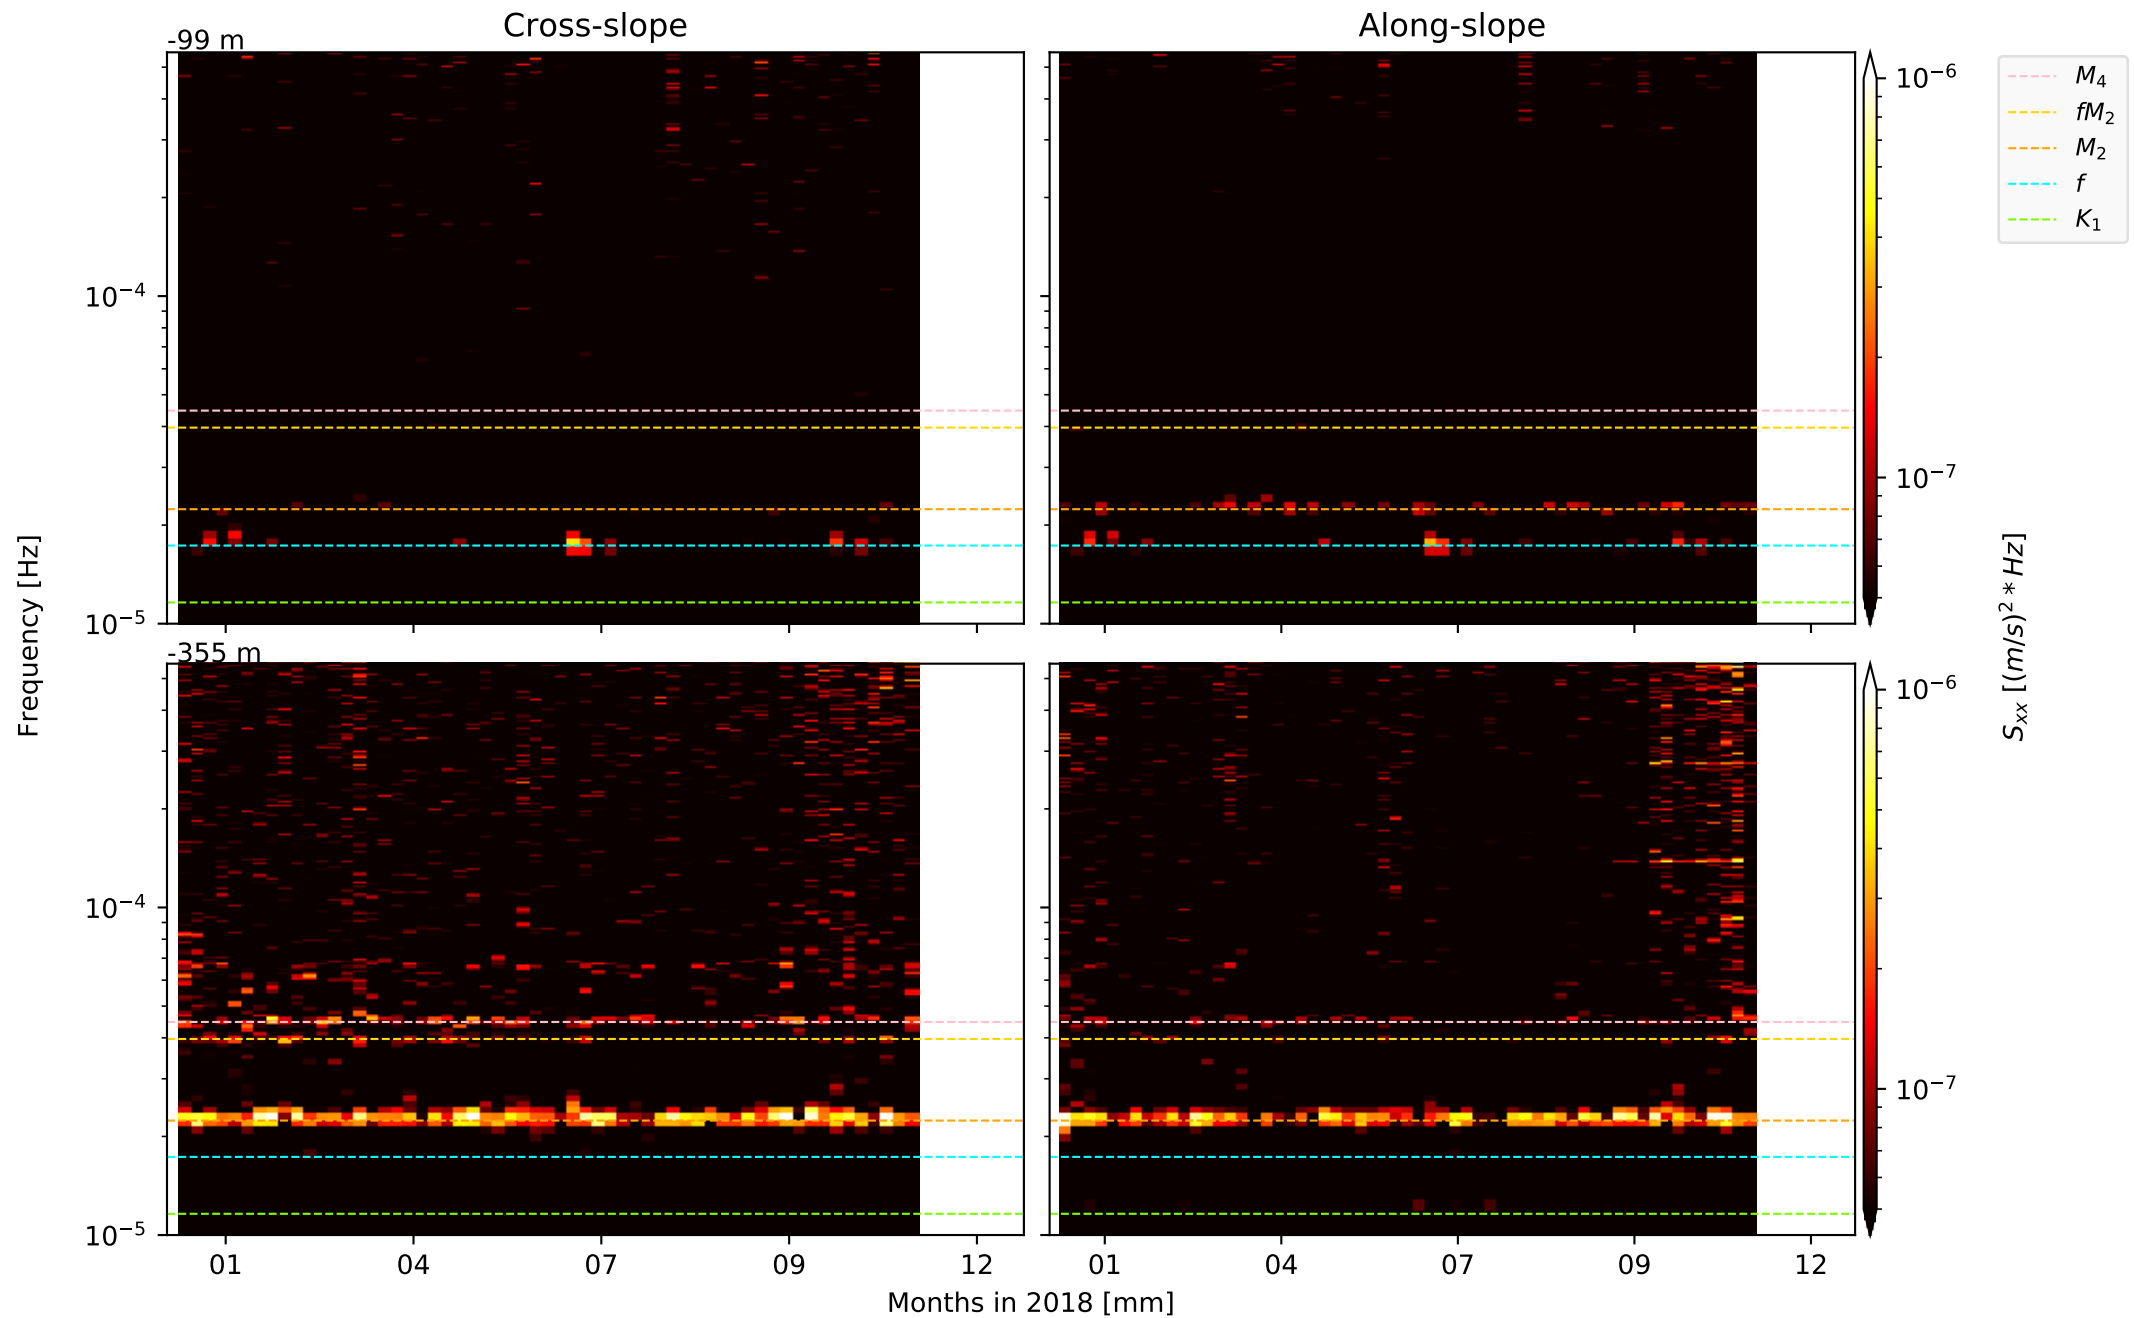 Cross-slope
Along-slope
-99 m
10⁻⁴
10⁻⁵
10⁻⁶
10⁻⁷
M₄
fM₂
M₂
f
K₁
Frequency [Hz]
Sₓₓ [(m/s)² * Hz]
-355 m
10⁻⁴
10⁻⁵
10⁻⁶
10⁻⁷
01 04 07 09 12
01 04 07 09 12
Months in 2018 [mm]